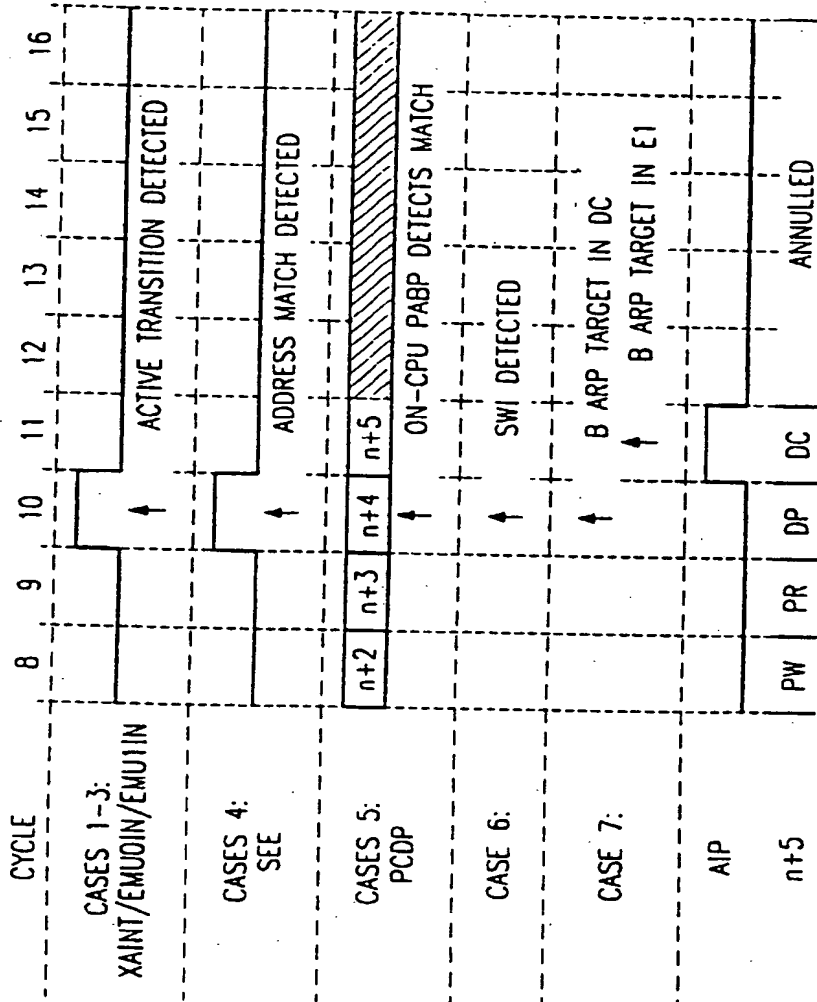 CYCLE 8 9 10 11 12 13 14 15 16
CASES 1-3:
XAINT/EMU0IN/EMU1IN
ACTIVE TRANSITION DETECTED
CASES 4:
SEE
ADDRESS MATCH DETECTED
CASES 5:
PCDP
n+2 n+3 n+4 n+5
ON-CPU PABP DETECTS MATCH
CASE 6:
SWI DETECTED
CASE 7:
B ARP TARGET IN DC
B ARP TARGET IN E1
AIP
n+5 PW PR DP DC ANNULLED